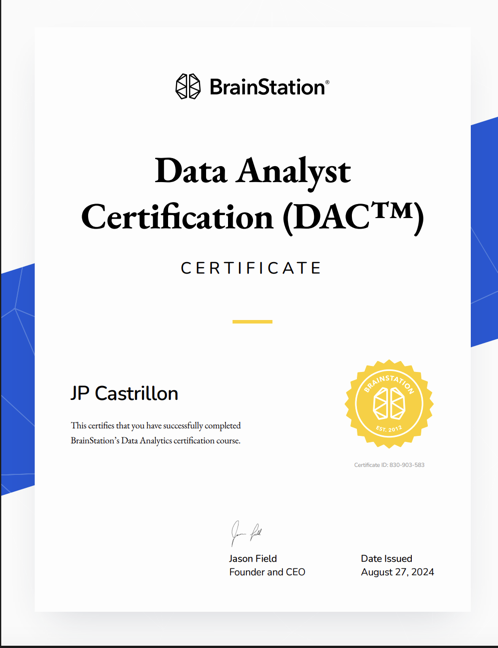 BrainStation®
Data Analyst
Certification (DAC™)
CERTIFICATE
JP Castrillon
This certifies that you have successfully completed
BrainStation's Data Analytics certification course.
BRAINSTATION
EST. 2012
Certificate ID: 830-903-583
Jason Field
Founder and CEO
Date Issued
August 27, 2024